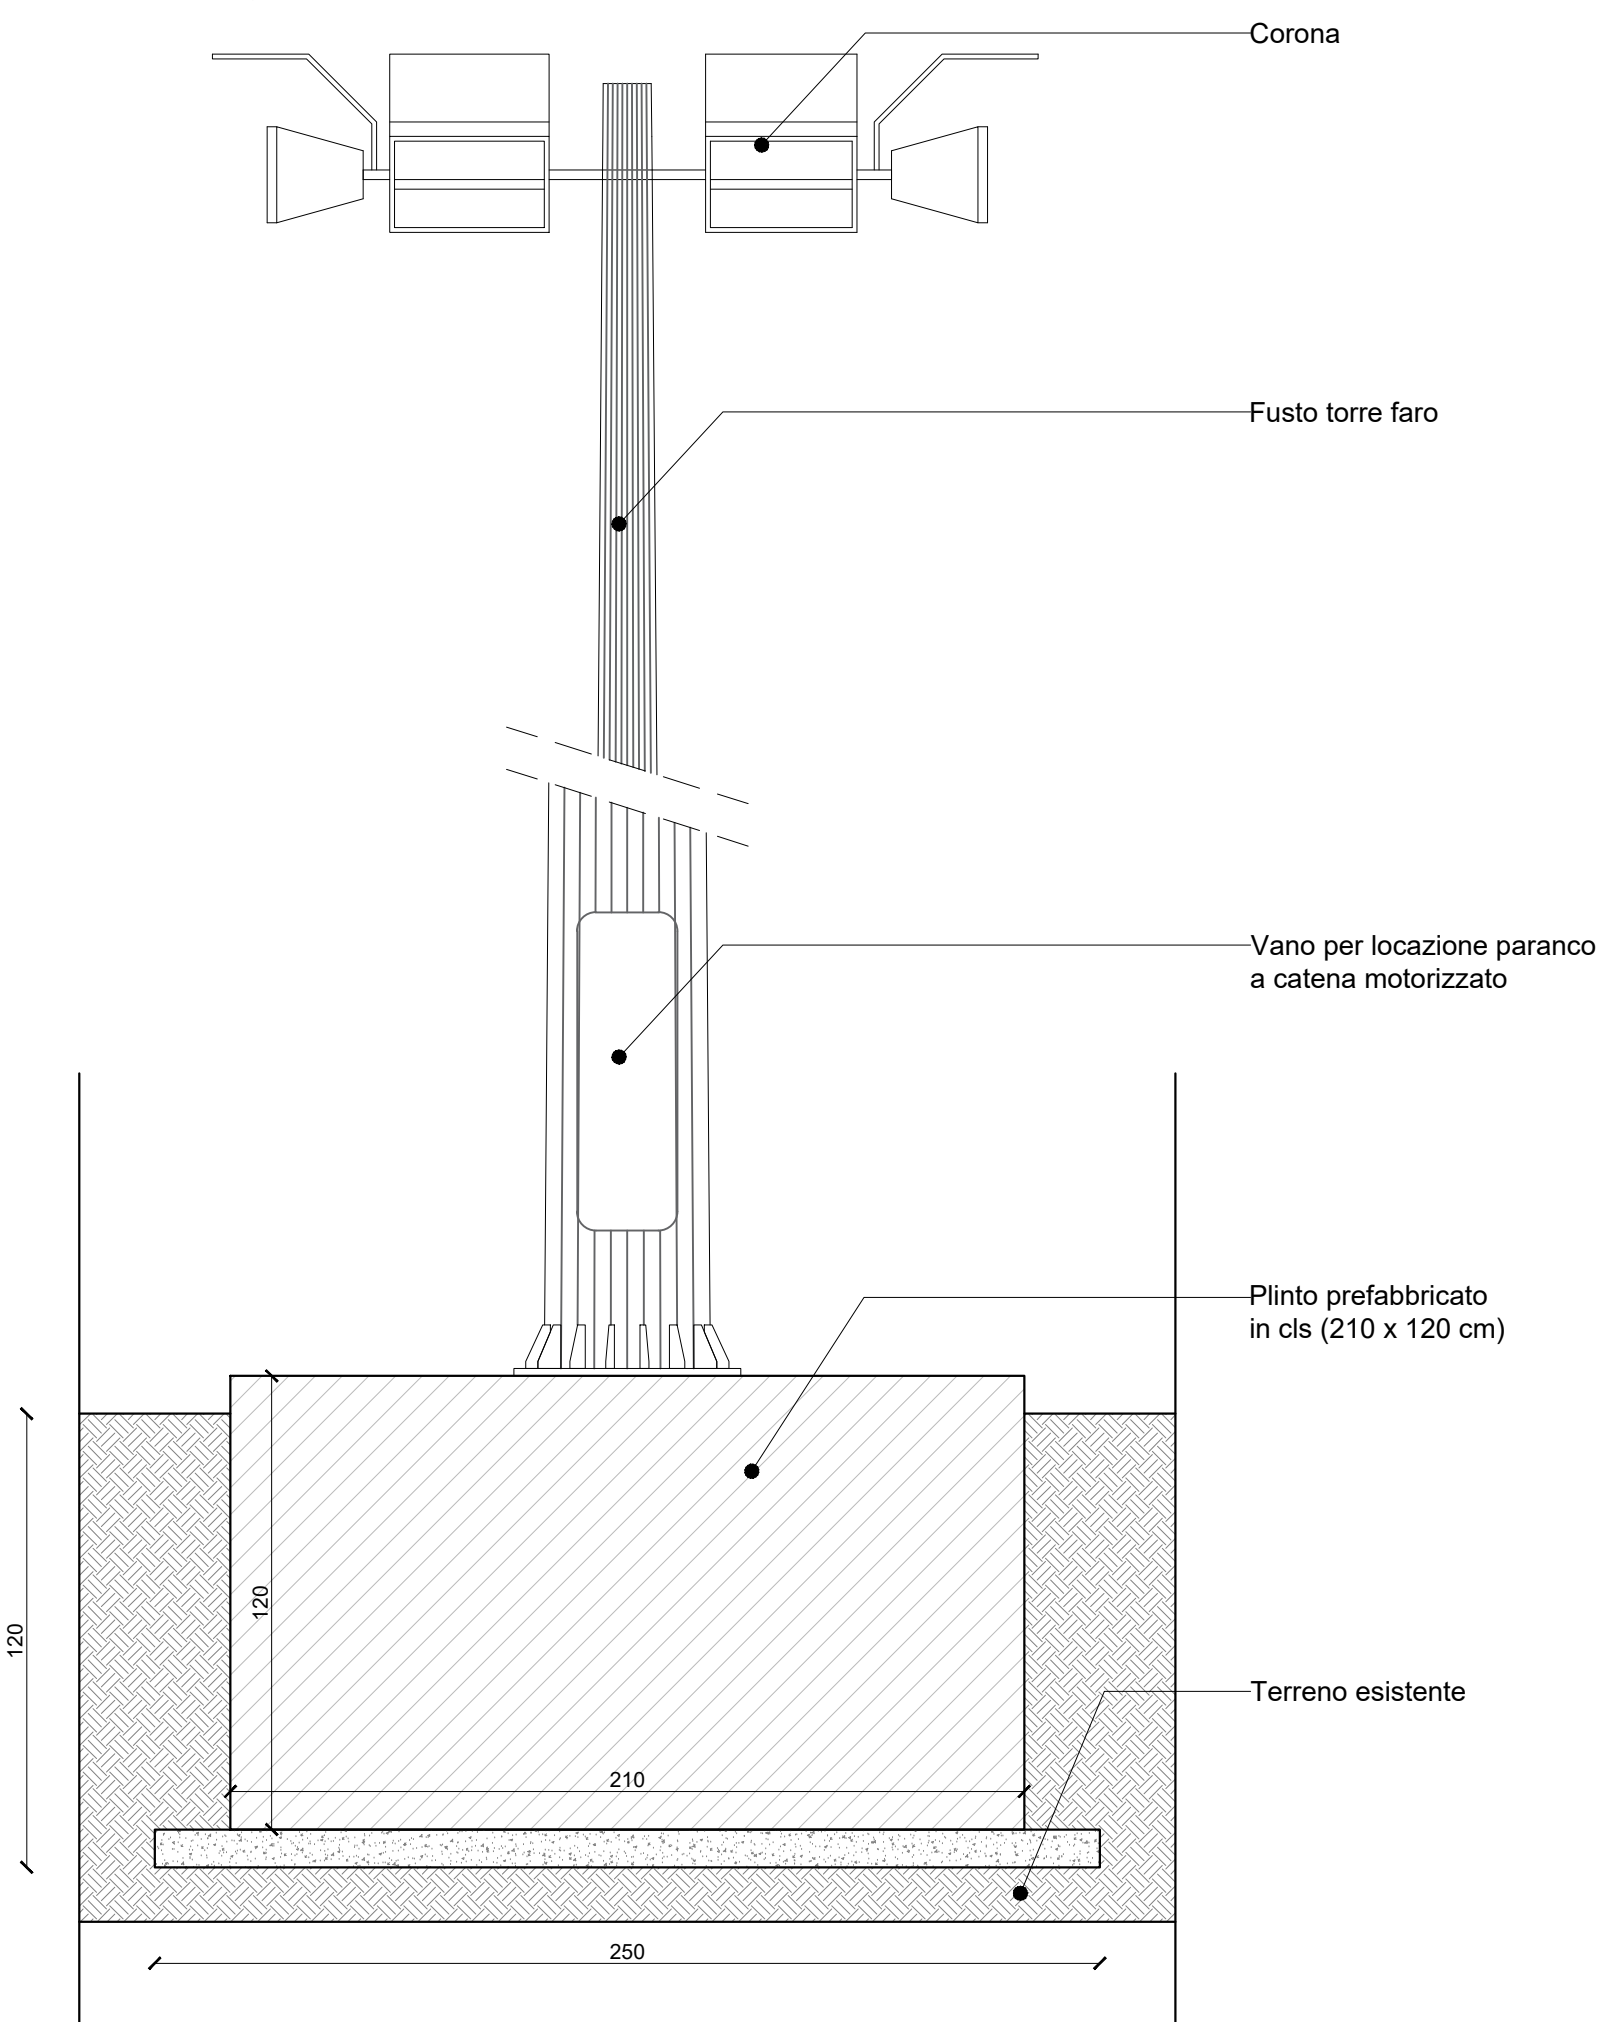 Corona
Fusto torre faro
Vano per locazione paranco
a catena motorizzato
Plinto prefabbricato
in cls (210 x 120 cm)
120
120
Terreno esistente
210
250